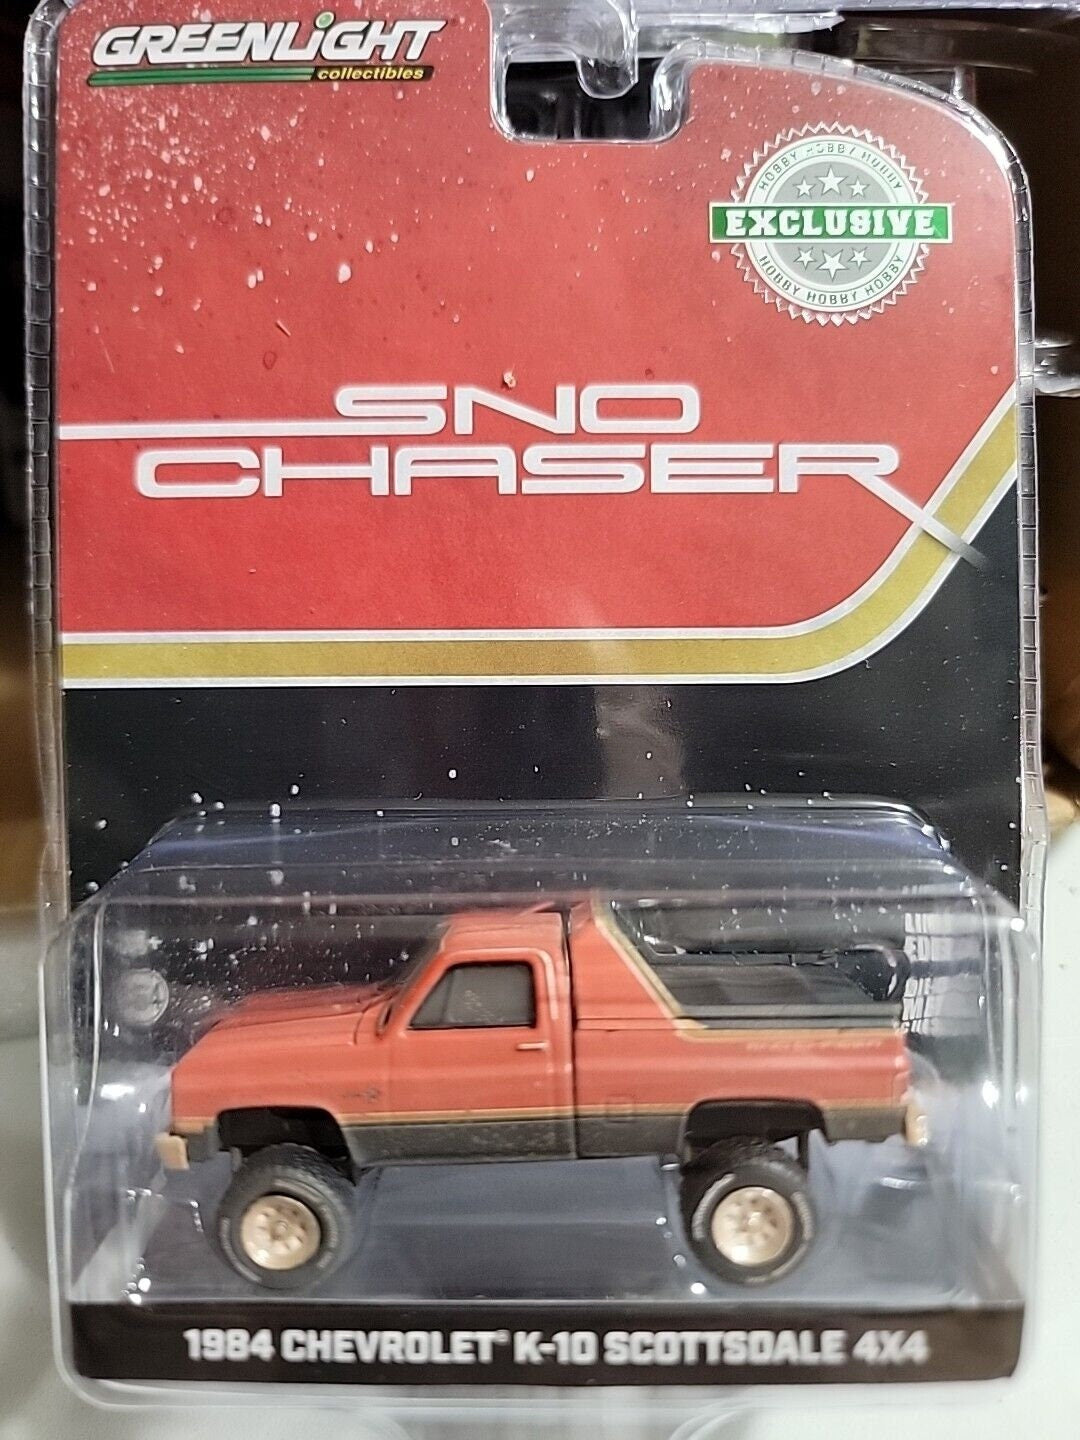 GREENLiGHT
collectibles
HOBBY HOBBY HOBBY
EXCLUSIVE
HOBBY HOBBY HOBBY
SNO
CHASER
1984 CHEVROLET® K-10 SCOTTSDALE 4X4